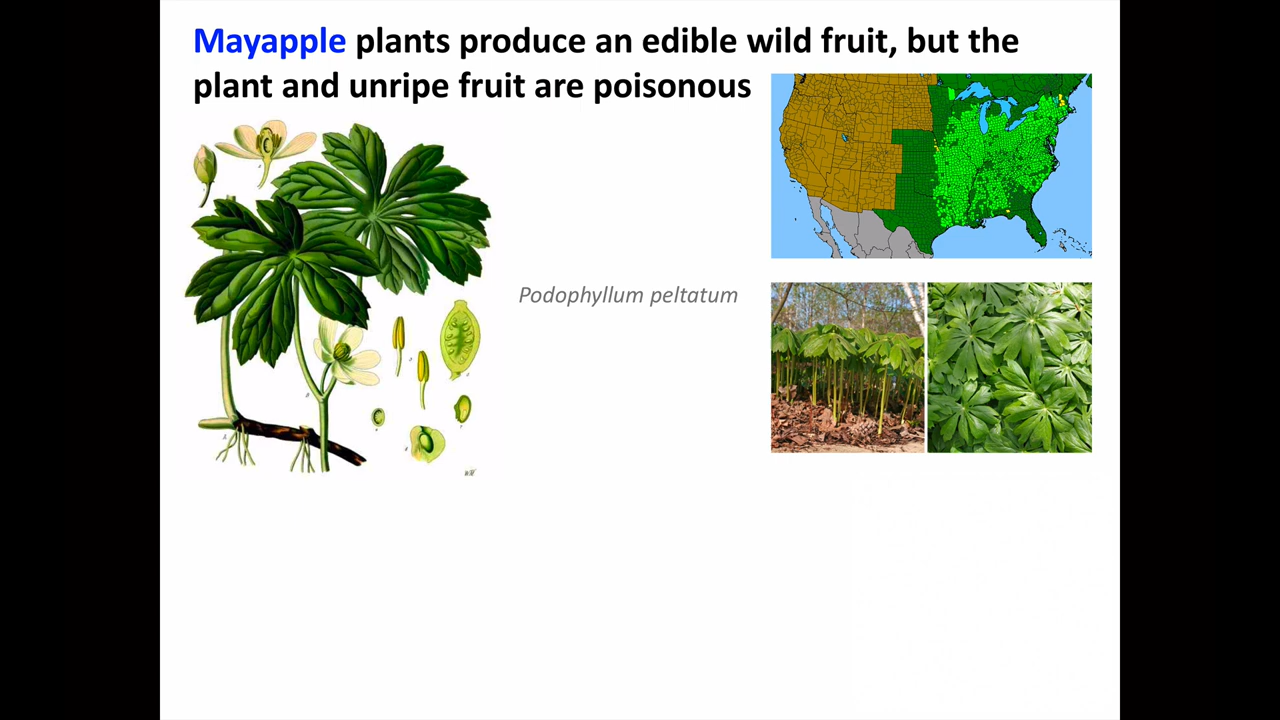 Mayapple plants produce an edible wild fruit, but the
plant and unripe fruit are poisonous
Podophyllum peltatum